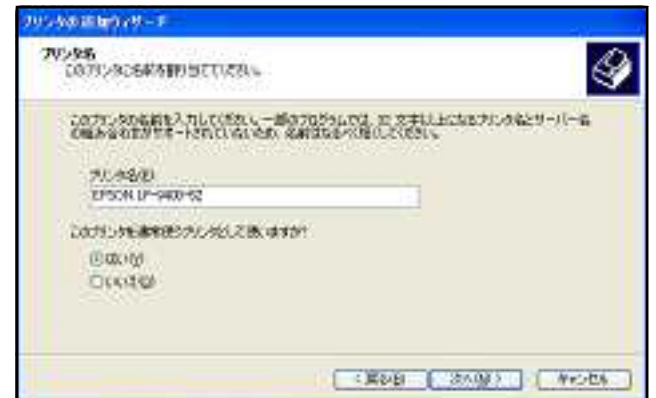 プリンタの追加ウィザード
プリンタ名
このプリンタに名前を割り当ててください。
このプリンタの名前を入力してください。一部のプログラムでは、31 文字以上になるプリンタ名とサーバー名
の組み合わせがサポートされていないため、名前はなるべく短くしてください。
プリンタ名(P):
EPSON LP-9400-S2
このプリンタを通常使うプリンタとして使いますか?
はい(Y)
いいえ(O)
< 戻る(B)
次へ(N) >
キャンセル